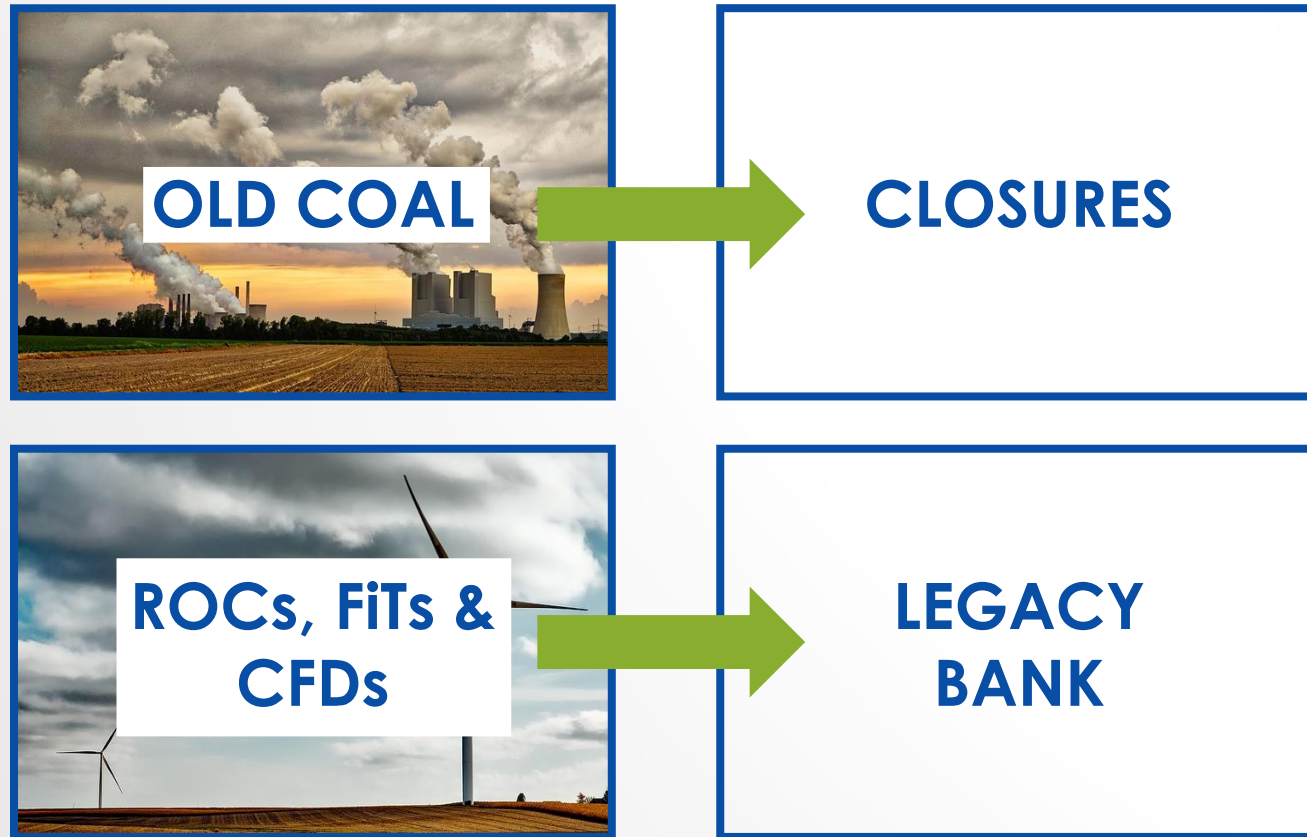 OLD COAL
CLOSURES
ROCs, FiTs &
CFDs
LEGACY
BANK